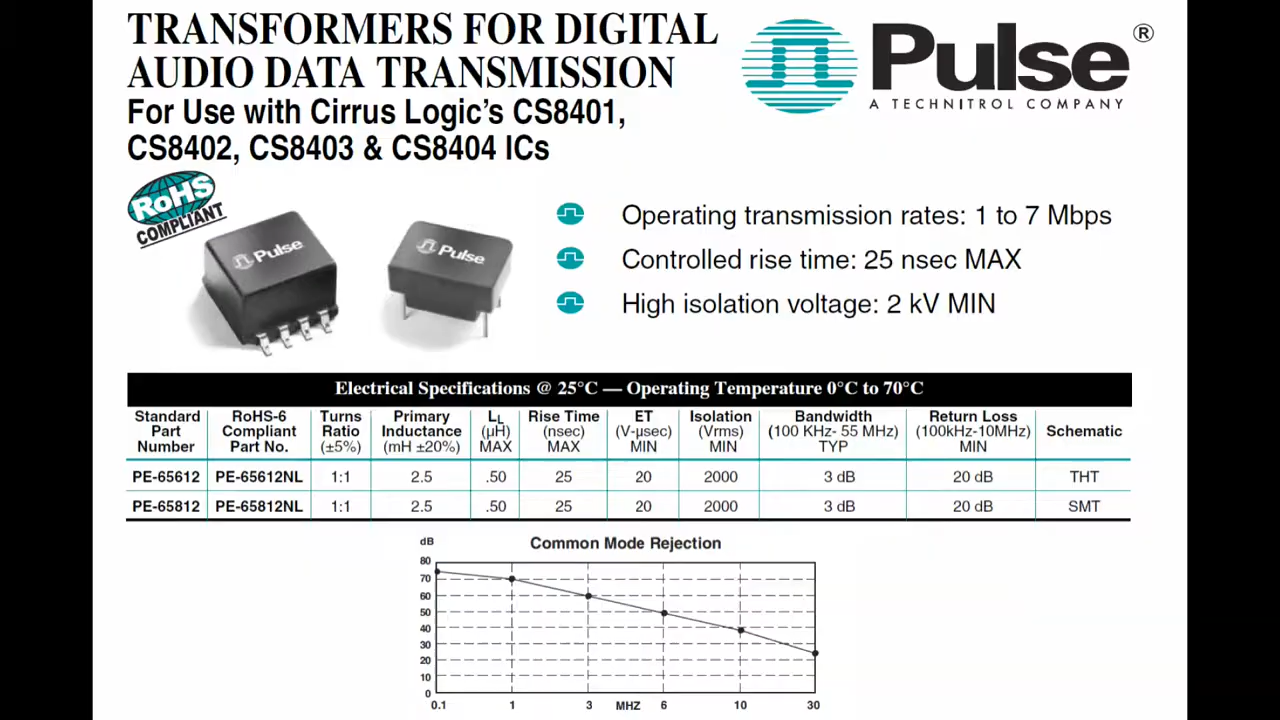 TRANSFORMERS FOR DIGITAL
AUDIO DATA TRANSMISSION
For Use with Cirrus Logic's CS8401,
CS8402, CS8403 & CS8404 ICs
Pulse®
A TECHNITROL COMPANY
RoHS
COMPLIANT
Pulse
Pulse
Operating transmission rates: 1 to 7 Mbps
Controlled rise time: 25 nsec MAX
High isolation voltage: 2 kV MIN
Electrical Specifications @ 25°C — Operating Temperature 0°C to 70°C
Standard RoHS-6 Turns Primary LL Rise Time ET Isolation Bandwidth Return Loss
Part Compliant Ratio Inductance (µH) (nsec) (V-µsec) (Vrms) (100 KHz- 55 MHz) (100kHz-10MHz) Schematic
Number Part No. (±5%) (mH ±20%) MAX MAX MIN MIN TYP MIN
PE-65612 PE-65612NL 1:1 2.5 .50 25 20 2000 3 dB 20 dB THT
PE-65812 PE-65812NL 1:1 2.5 .50 25 20 2000 3 dB 20 dB SMT
dB Common Mode Rejection
80
70
60
50
40
30
20
10
0
0.1 1 3 MHZ 6 10 30